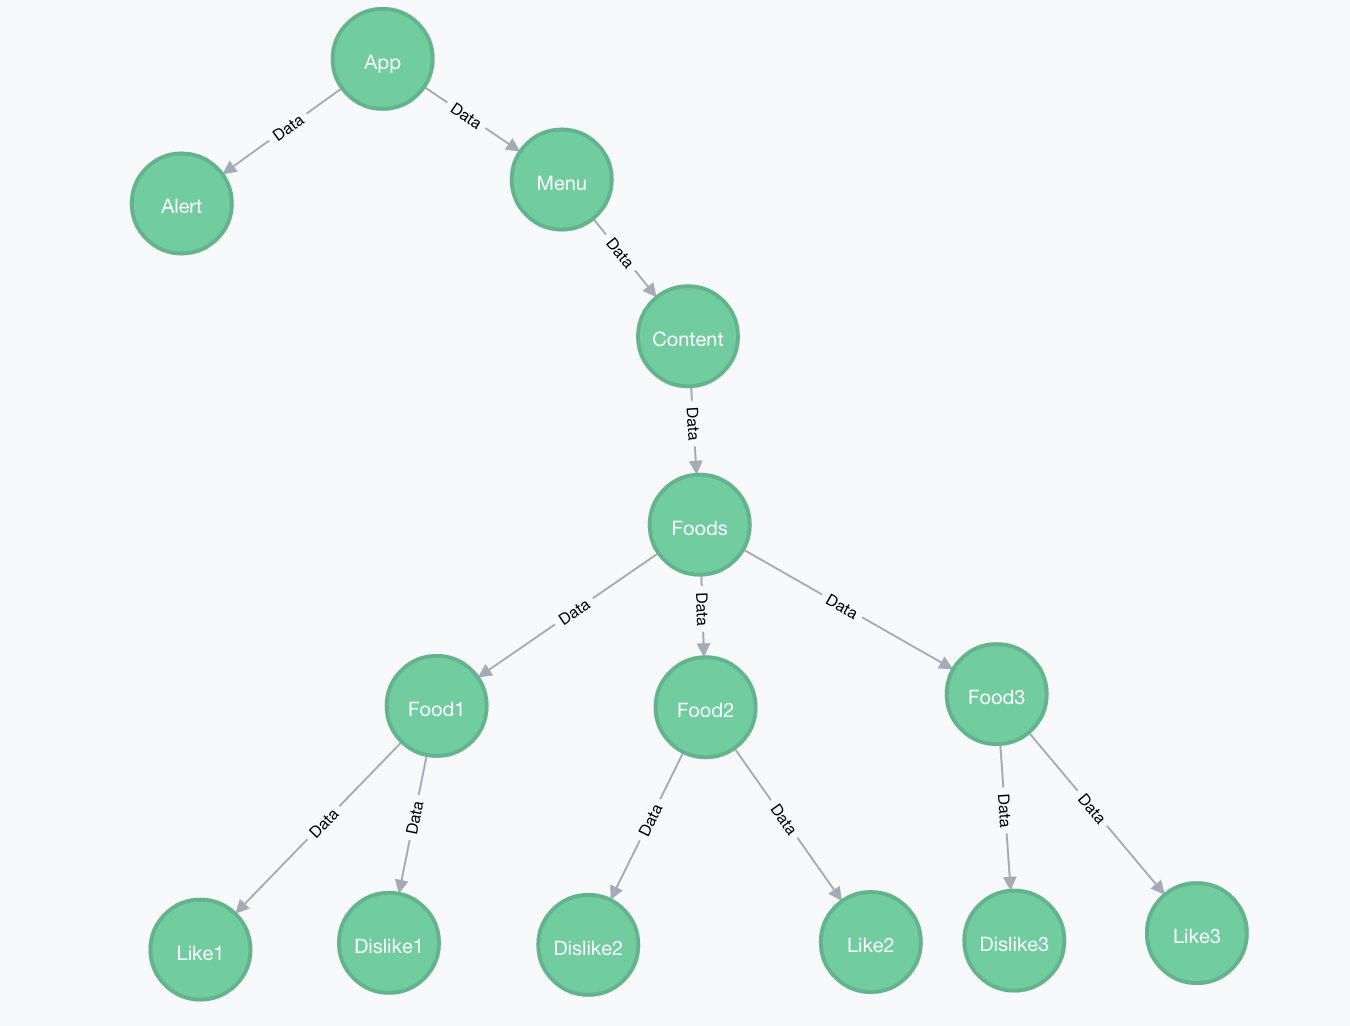 App
Data
Data
Alert
Menu
Data
Content
Data
Foods
Data
Data
Data
Food1
Food2
Food3
Data
Data
Data
Data
Data
Data
Like1
Dislike1
Dislike2
Like2
Dislike3
Like3